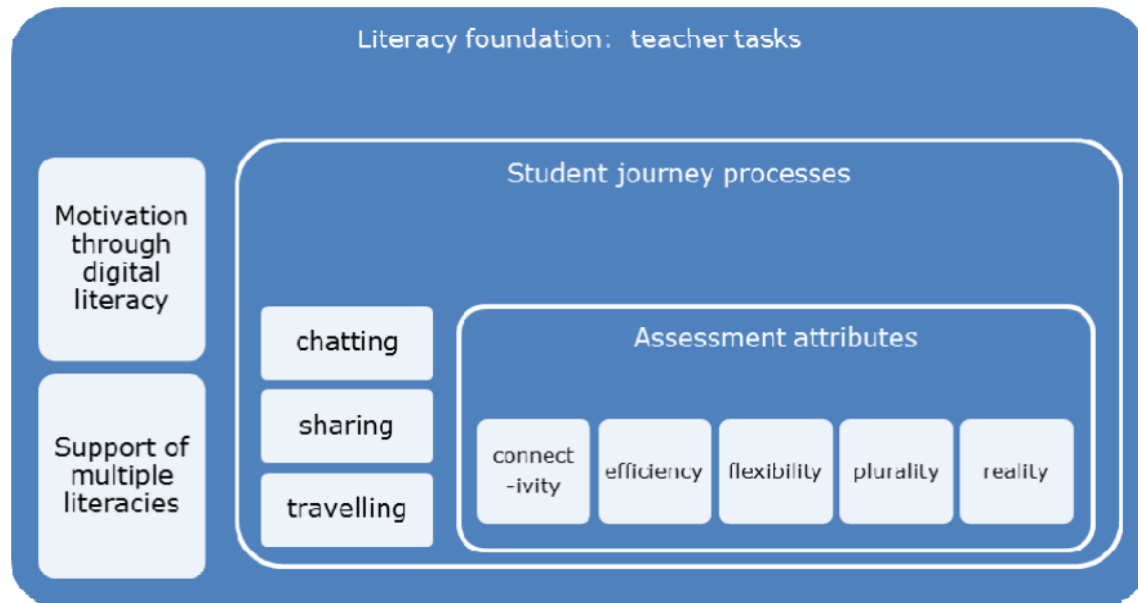 Literacy foundation: teacher tasks
Student journey processes
Motivation
through
digital
literacy
Support of
multiple
literacies
chatting
sharing
travelling
Assessment attributes
connect
-ivity
efficiency
flexibility
plurality
reality